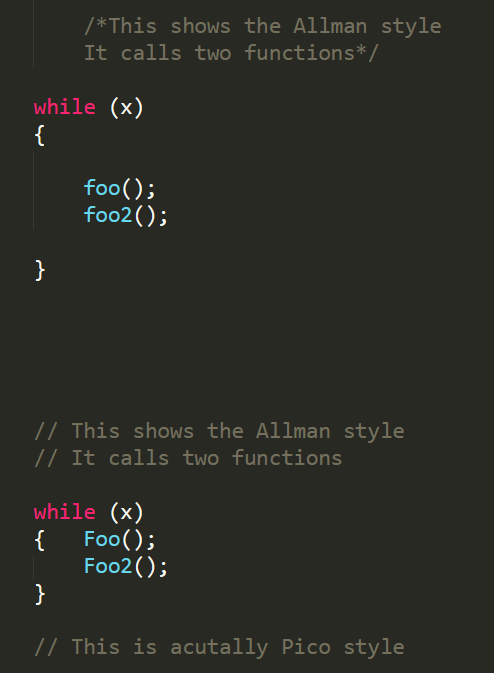 /*This shows the Allman style
It calls two functions*/
while (x)
{
foo();
foo2();
}
// This shows the Allman style
// It calls two functions
while (x)
{   Foo();
Foo2();
}
// This is acutally Pico style